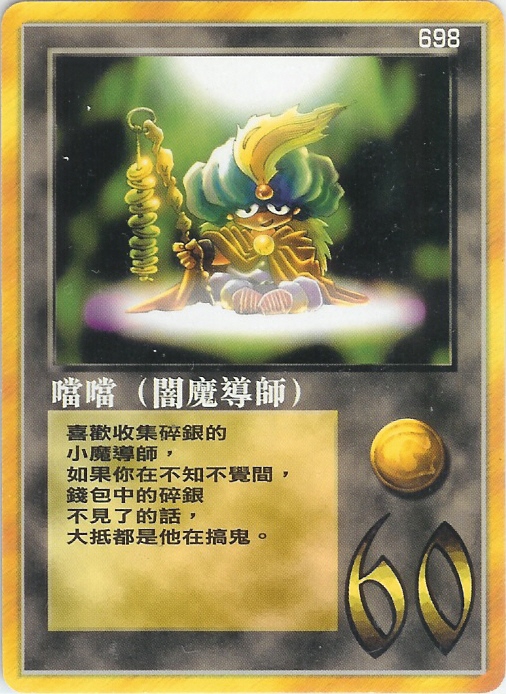 698
噹噹（闇魔導師）
喜歡收集碎銀的
小魔導師，
如果你在不知不覺間，
錢包中的碎銀
不見了的話，
大抵都是他在搞鬼。
60